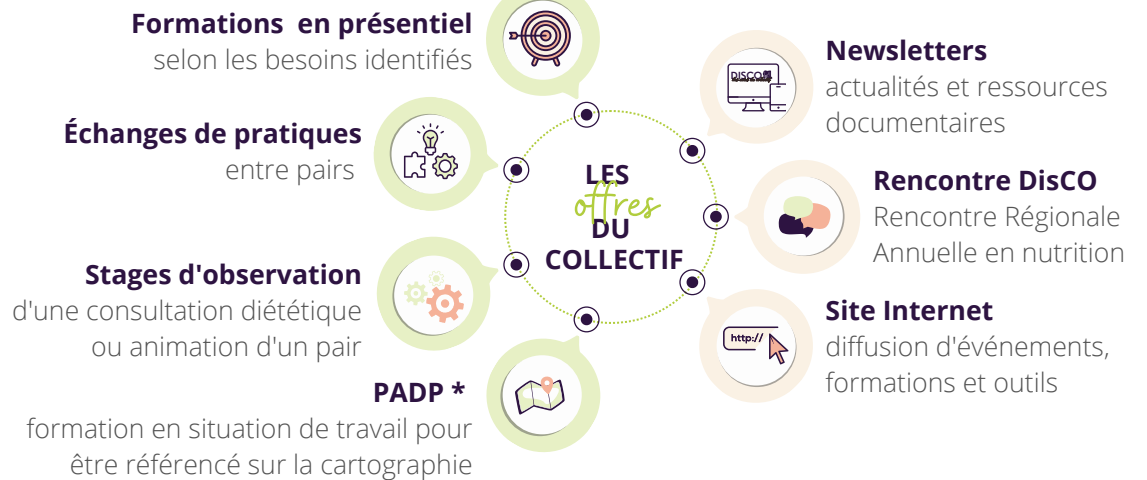 Formations en présentiel
selon les besoins identifiés
Échanges de pratiques
entre pairs
Stages d'observation
d'une consultation diététique
ou animation d'un pair
PADP *
formation en situation de travail pour
être référencé sur la cartographie
LES
offres
DU
COLLECTIF
Newsletters
actualités et ressources
documentaires
DISCO
Rencontre DisCO
Rencontre Régionale
Annuelle en nutrition
Site Internet
diffusion d'événements,
formations et outils
http://